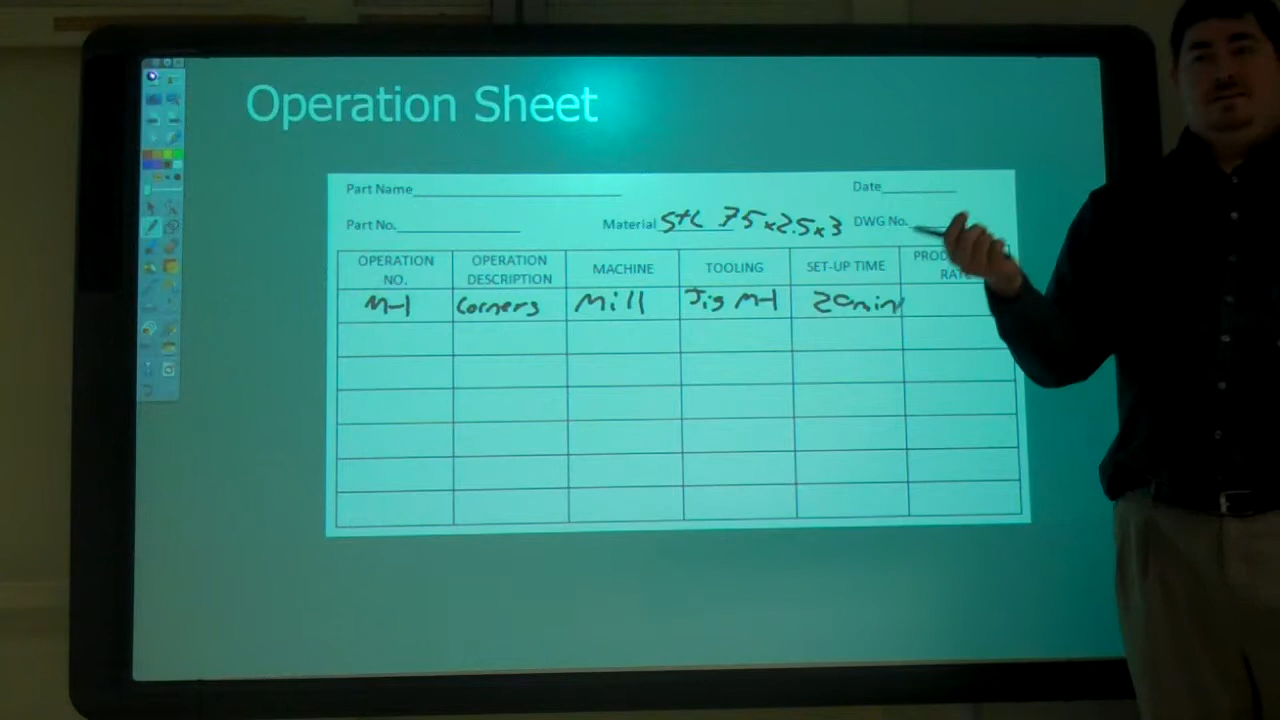 Operation Sheet
Part Name Date
Part No. Material Stl 75x2.5x3 DWG No.
OPERATION NO. OPERATION DESCRIPTION MACHINE TOOLING SET-UP TIME
M-1 Corners Mill Jig M-1 20min